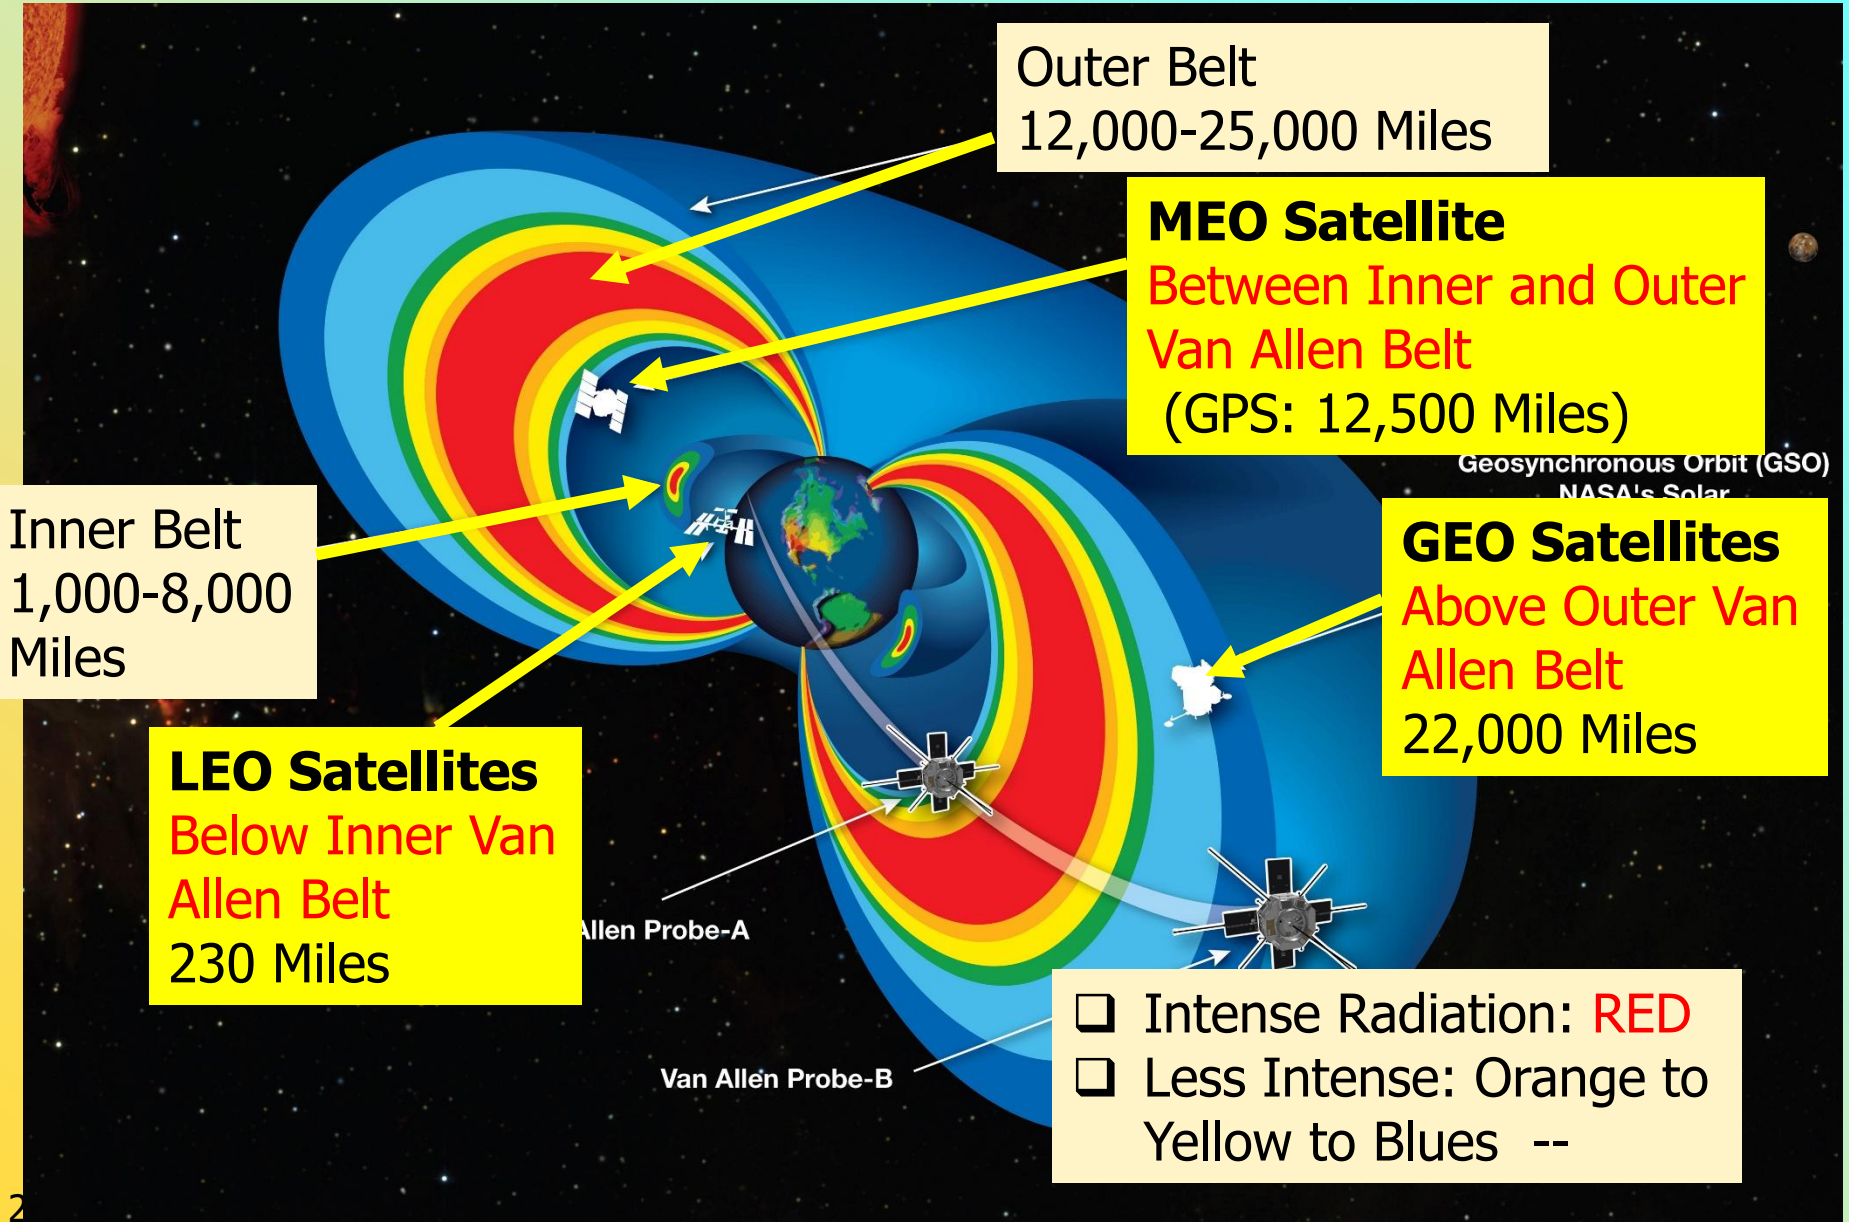 Outer Belt
12,000-25,000 Miles
MEO Satellite
Between Inner and Outer
Van Allen Belt
(GPS: 12,500 Miles)
Geosynchronous Orbit (GSO)
NASA's Solar
Inner Belt
1,000-8,000
Miles
GEO Satellites
Above Outer Van
Allen Belt
22,000 Miles
LEO Satellites
Below Inner Van
Allen Belt
230 Miles
Allen Probe-A
Van Allen Probe-B
❑ Intense Radiation: RED
❑ Less Intense: Orange to
Yellow to Blues --
2